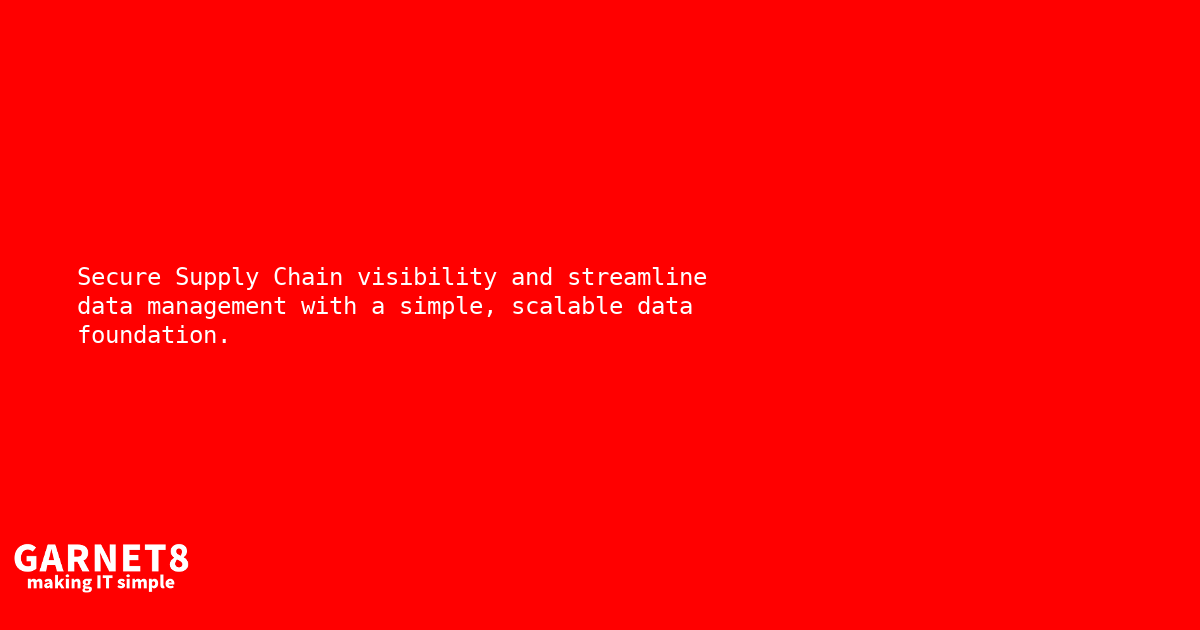 Secure Supply Chain visibility and streamline
data management with a simple, scalable data
foundation.
GARNET8
making IT simple